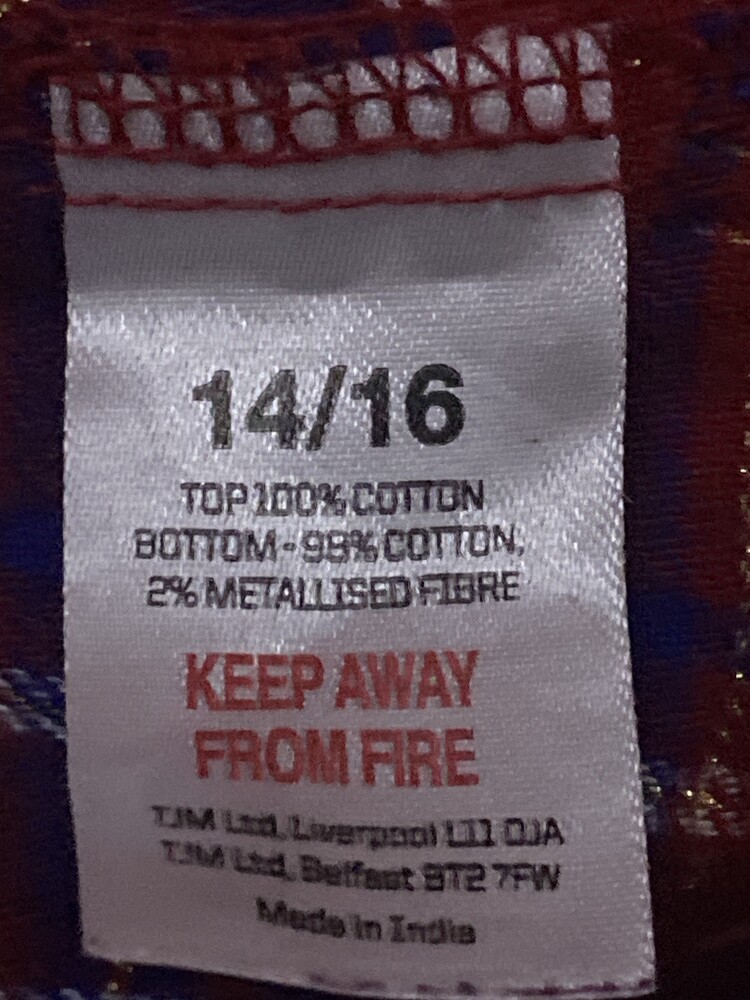 14/16
TOP 100% COTTON
BOTTOM - 98% COTTON,
2% METALLISED FIBRE
KEEP AWAY
FROM FIRE
TJM Ltd, Liverpool L11 0JA
TJM Ltd, Belfast BT2 7FW
Made in India